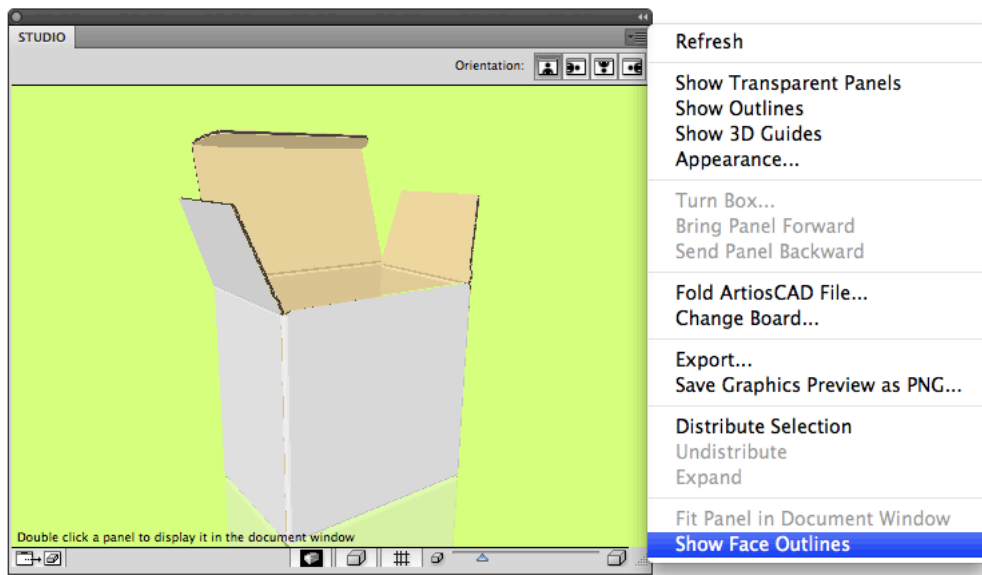 STUDIO
Orientation:
Double click a panel to display it in the document window
Refresh
Show Transparent Panels
Show Outlines
Show 3D Guides
Appearance...
Turn Box...
Bring Panel Forward
Send Panel Backward
Fold ArtiosCAD File...
Change Board...
Export...
Save Graphics Preview as PNG...
Distribute Selection
Undistribute
Expand
Fit Panel in Document Window
Show Face Outlines